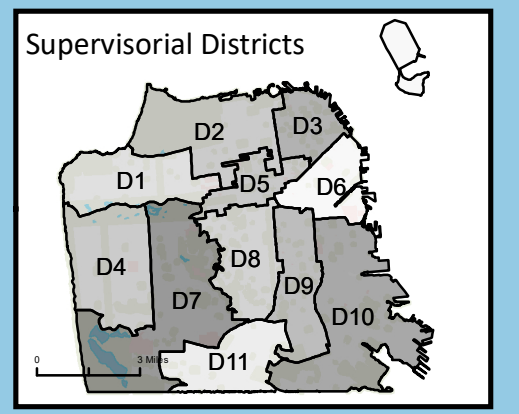 Supervisorial Districts
D2
D3
D1
D5
D6
D4
D8
D7
D9
D10
D11
0
3 Miles